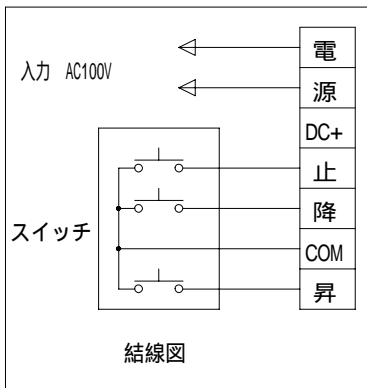 入力 AC100V
スイッチ
電
源
DC+
止
降
COM
昇
結線図